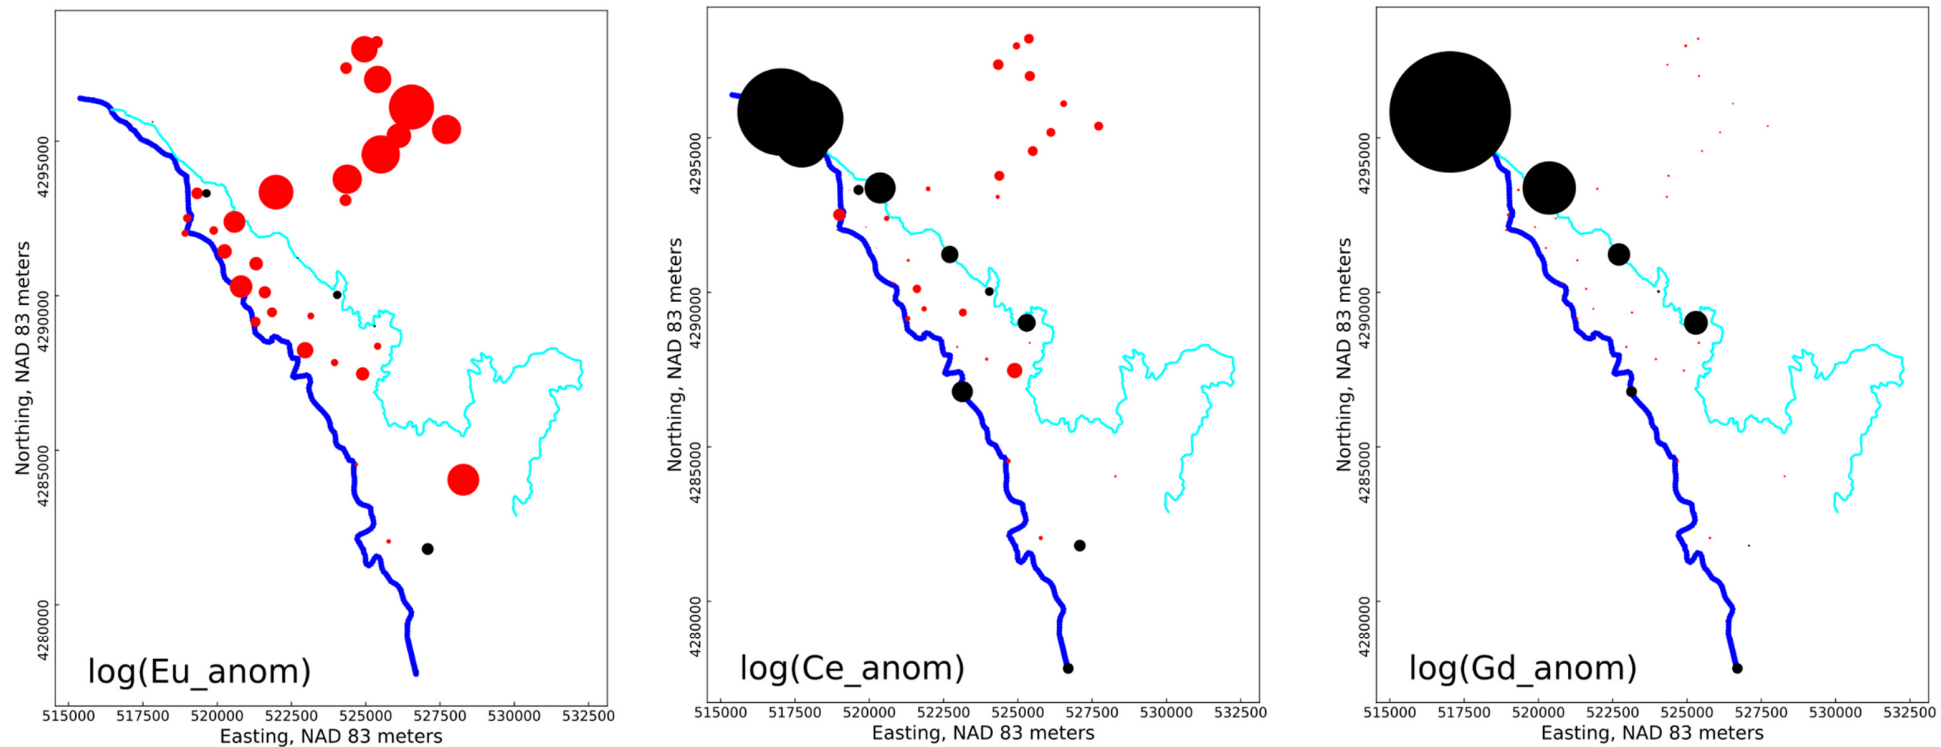 Northing, NAD 83 meters
4295000
4290000
4285000
4280000
log(Eu_anom)
515000 517500 520000 522500 525000 527500 530000 532500
Easting, NAD 83 meters
Northing, NAD 83 meters
4295000
4290000
4285000
4280000
log(Ce_anom)
515000 517500 520000 522500 525000 527500 530000 532500
Easting, NAD 83 meters
Northing, NAD 83 meters
4295000
4290000
4285000
4280000
log(Gd_anom)
515000 517500 520000 522500 525000 527500 530000 532500
Easting, NAD 83 meters